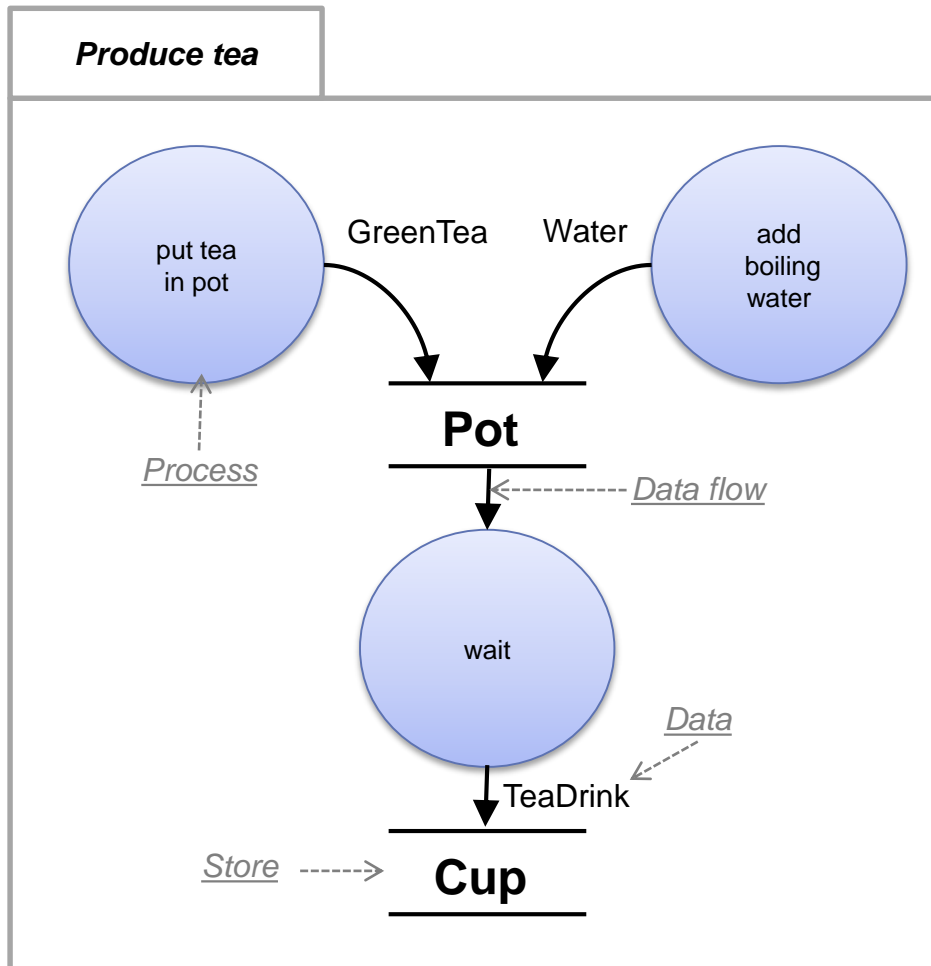 Produce tea
put tea
in pot
GreenTea
Water
add
boiling
water
Pot
Process
Data flow
wait
Data
TeaDrink
Store
Cup